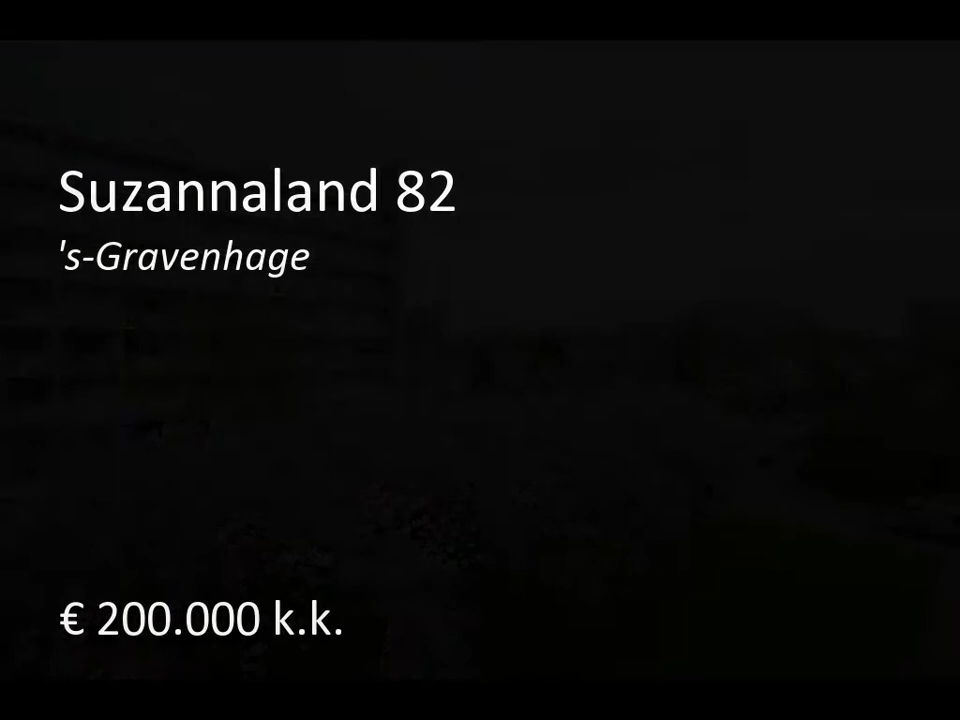 Suzannaland 82
's-Gravenhage
€ 200.000 k.k.